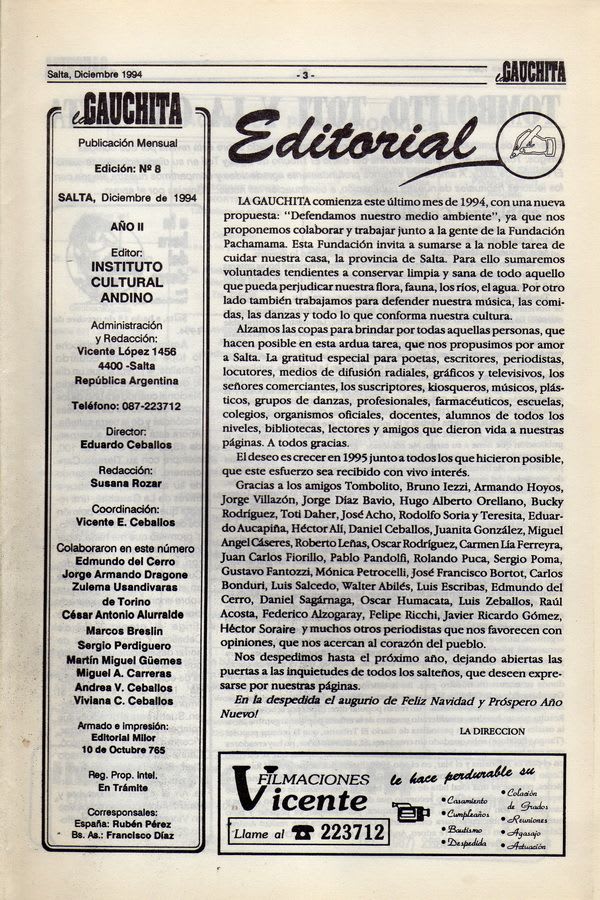 Salta, Diciembre 1994
- 3 -
la GAUCHITA
la GAUCHITA
Publicación Mensual
Edición: Nº 8
SALTA, Diciembre de 1994
AÑO II
Editor:
INSTITUTO
CULTURAL
ANDINO
Administración
y Redacción:
Vicente López 1456
4400 -Salta
República Argentina
Teléfono: 087-223712
Director:
Eduardo Ceballos
Redacción:
Susana Rozar
Coordinación:
Vicente E. Ceballos
Colaboraron en este número
Edmundo del Cerro
Jorge Armando Dragone
Zulema Usandivaras
de Torino
César Antonio Alurralde
Marcos Breslin
Sergio Perdiguero
Martín Miguel Güemes
Miguel A. Carreras
Andrea V. Ceballos
Viviana C. Ceballos
Armado e impresión:
Editorial Milor
10 de Octubre 765
Reg. Prop. Intel.
En Trámite
Corresponsales:
España: Rubén Pérez
Bs. As.: Francisco Díaz
Editorial
LA GAUCHITA comienza este último mes de 1994, con una nueva
propuesta: "Defendamos nuestro medio ambiente", ya que nos
proponemos colaborar y trabajar junto a la gente de la Fundación
Pachamama. Esta Fundación invita a sumarse a la noble tarea de
cuidar nuestra casa, la provincia de Salta. Para ello sumaremos
voluntades tendientes a conservar limpia y sana de todo aquello
que pueda perjudicar nuestra flora, fauna, los ríos, el agua. Por otro
lado también trabajamos para defender nuestra música, las comi-
das, las danzas y todo lo que conforma nuestra cultura.
Alzamos las copas para brindar por todas aquellas personas, que
hacen posible en esta ardua tarea, que nos propusimos por amor
a Salta. La gratitud especial para poetas, escritores, periodistas,
locutores, medios de difusión radiales, gráficos y televisivos, los
señores comerciantes, los suscriptores, kiosqueros, músicos, plás-
ticos, grupos de danzas, profesionales, farmacéuticos, escuelas,
colegios, organismos oficiales, docentes, alumnos de todos los
niveles, bibliotecas, lectores y amigos que dieron vida a nuestras
páginas. A todos gracias.
El deseo es crecer en 1995 junto a todos los que hicieron posible,
que este esfuerzo sea recibido con vivo interés.
Gracias a los amigos Tombolito, Bruno Iezzi, Armando Hoyos,
Jorge Villazón, Jorge Díaz Bavio, Hugo Alberto Orellano, Bucky
Rodríguez, Toti Daher, José Acho, Rodolfo Soria y Teresita, Eduar-
do Aucapiña, Héctor Alí, Daniel Ceballos, Juanita González, Miguel
Angel Cáseres, Roberto Leñas, Oscar Rodríguez, Carmen Lía Ferreyra,
Juan Carlos Fiorillo, Pablo Pandolfi, Rolando Puca, Sergio Poma,
Gustavo Fantozzi, Mónica Petrocelli, José Francisco Bortot, Carlos
Bonduri, Luis Salcedo, Walter Abilés, Luis Escribas, Edmundo del
Cerro, Daniel Sagárnaga, Oscar Humacata, Luis Zeballos, Raúl
Acosta, Federico Alzogaray, Felipe Ricchi, Javier Ricardo Gómez,
Héctor Soraire y muchos otros periodistas que nos favorecen con
opiniones, que nos acercan al corazón del pueblo.
Nos despedimos hasta el próximo año, dejando abiertas las
puertas a las inquietudes de todos los salteños, que deseen expre-
sarse por nuestras páginas.
En la despedida el augurio de Feliz Navidad y Próspero Año
Nuevo!
LA DIRECCION
FILMACIONES
Vicente
Llame al ☎ 223712
le hace perdurable su
• Casamiento
• Cumpleaños
• Bautismo
• Despedida
• Colación
de Grados
• Reuniones
• Agasajo
• Actuación